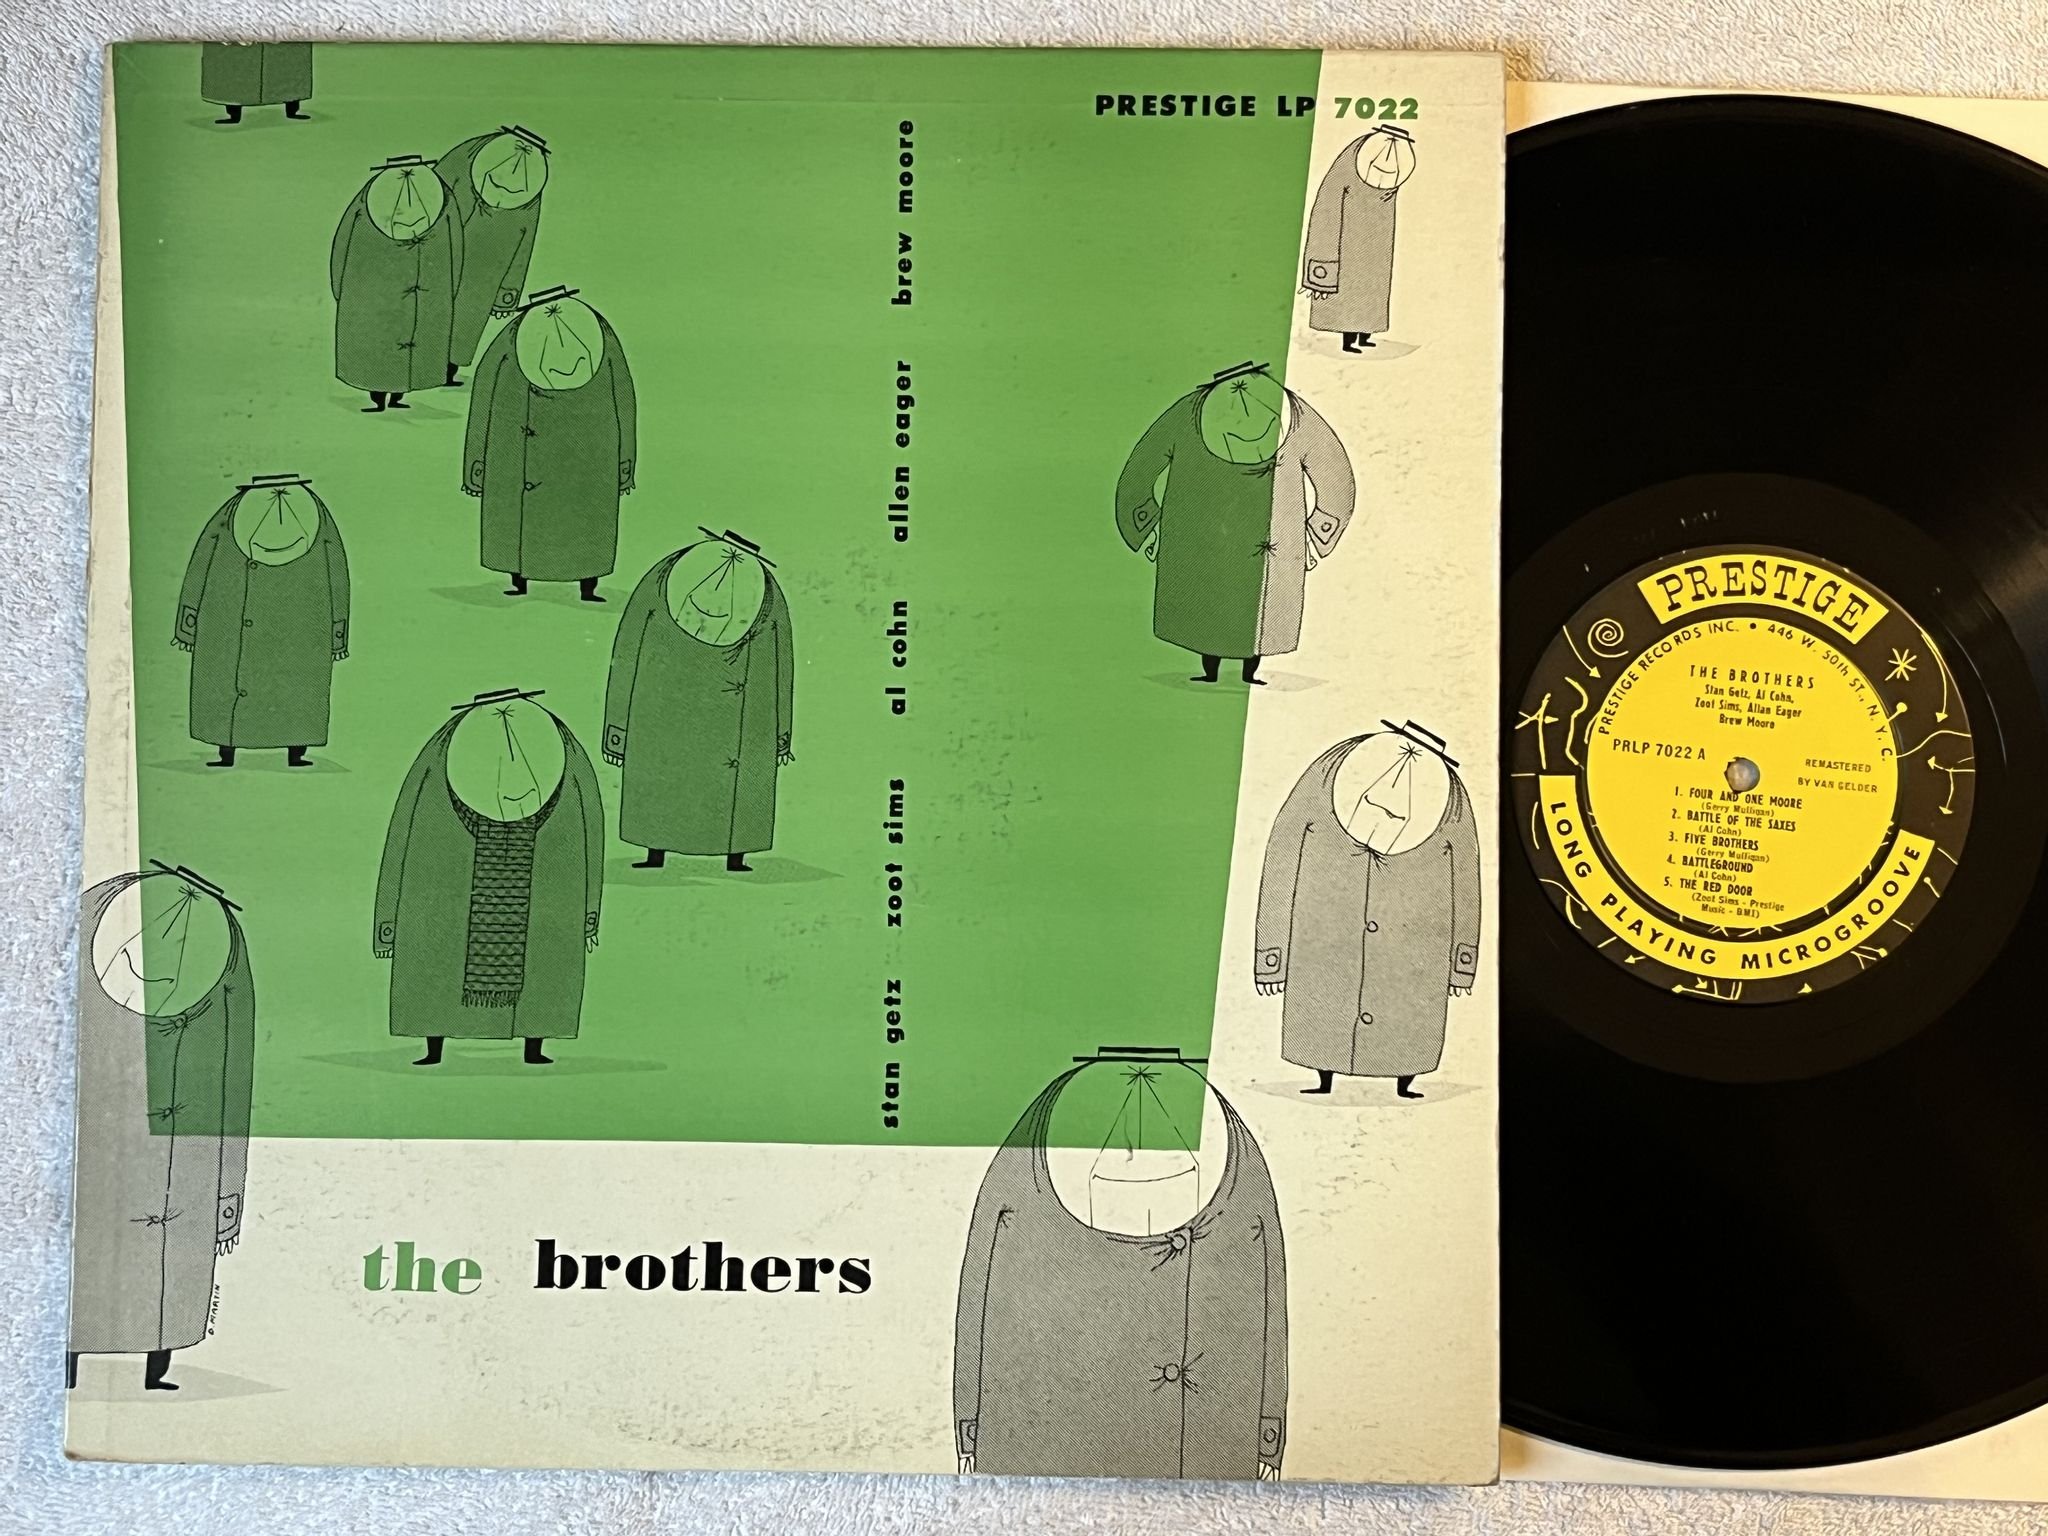 PRESTIGE LP 7022
stan getz zoot sims al cohn allen eager brew moore
the brothers
D. MARTIN
PRESTIGE
PRESTIGE RECORDS INC. • 446 W. 50th ST., N. Y. C.
THE BROTHERS
Stan Getz, Al Cohn,
Zoot Sims, Allan Eager
Brew Moore
PRLP 7022 A
REMASTERED
BY VAN GELDER
1. FOUR AND ONE MOORE
(Gerry Mulligan)
2. BATTLE OF THE SAXES
(Al Cohn)
3. FIVE BROTHERS
(Gerry Mulligan)
4. BATTLEGROUND
(Al Cohn)
5. THE RED DOOR
(Zoot Sims - Prestige
Music - BMI)
LONG PLAYING MICROGROOVE